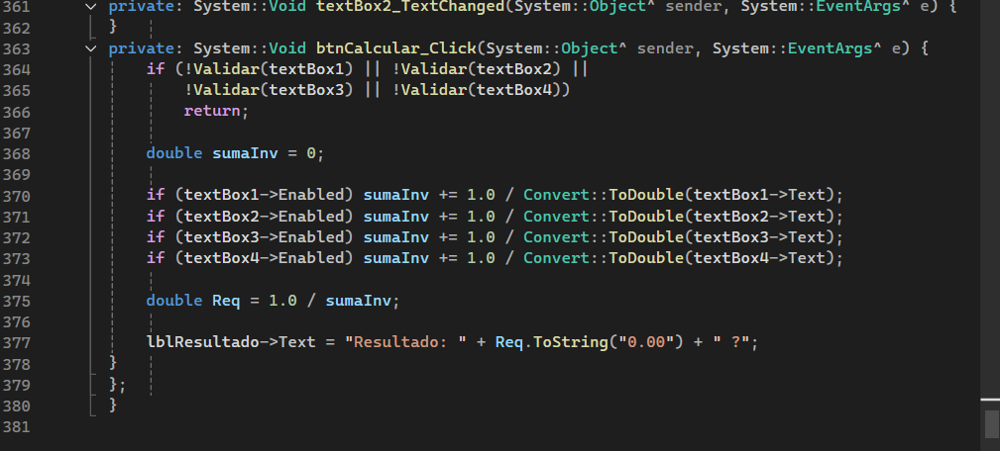 361 private: System::Void textBox2_TextChanged(System::Object^ sender, System::EventArgs^ e) {
362 }
363 private: System::Void btnCalcular_Click(System::Object^ sender, System::EventArgs^ e) {
364 if (!Validar(textBox1) || !Validar(textBox2) ||
365 !Validar(textBox3) || !Validar(textBox4))
366 return;
367
368 double sumaInv = 0;
369
370 if (textBox1->Enabled) sumaInv += 1.0 / Convert::ToDouble(textBox1->Text);
371 if (textBox2->Enabled) sumaInv += 1.0 / Convert::ToDouble(textBox2->Text);
372 if (textBox3->Enabled) sumaInv += 1.0 / Convert::ToDouble(textBox3->Text);
373 if (textBox4->Enabled) sumaInv += 1.0 / Convert::ToDouble(textBox4->Text);
374
375 double Req = 1.0 / sumaInv;
376
377 lblResultado->Text = "Resultado: " + Req.ToString("0.00") + " ?";
378 }
379 };
380 }
381